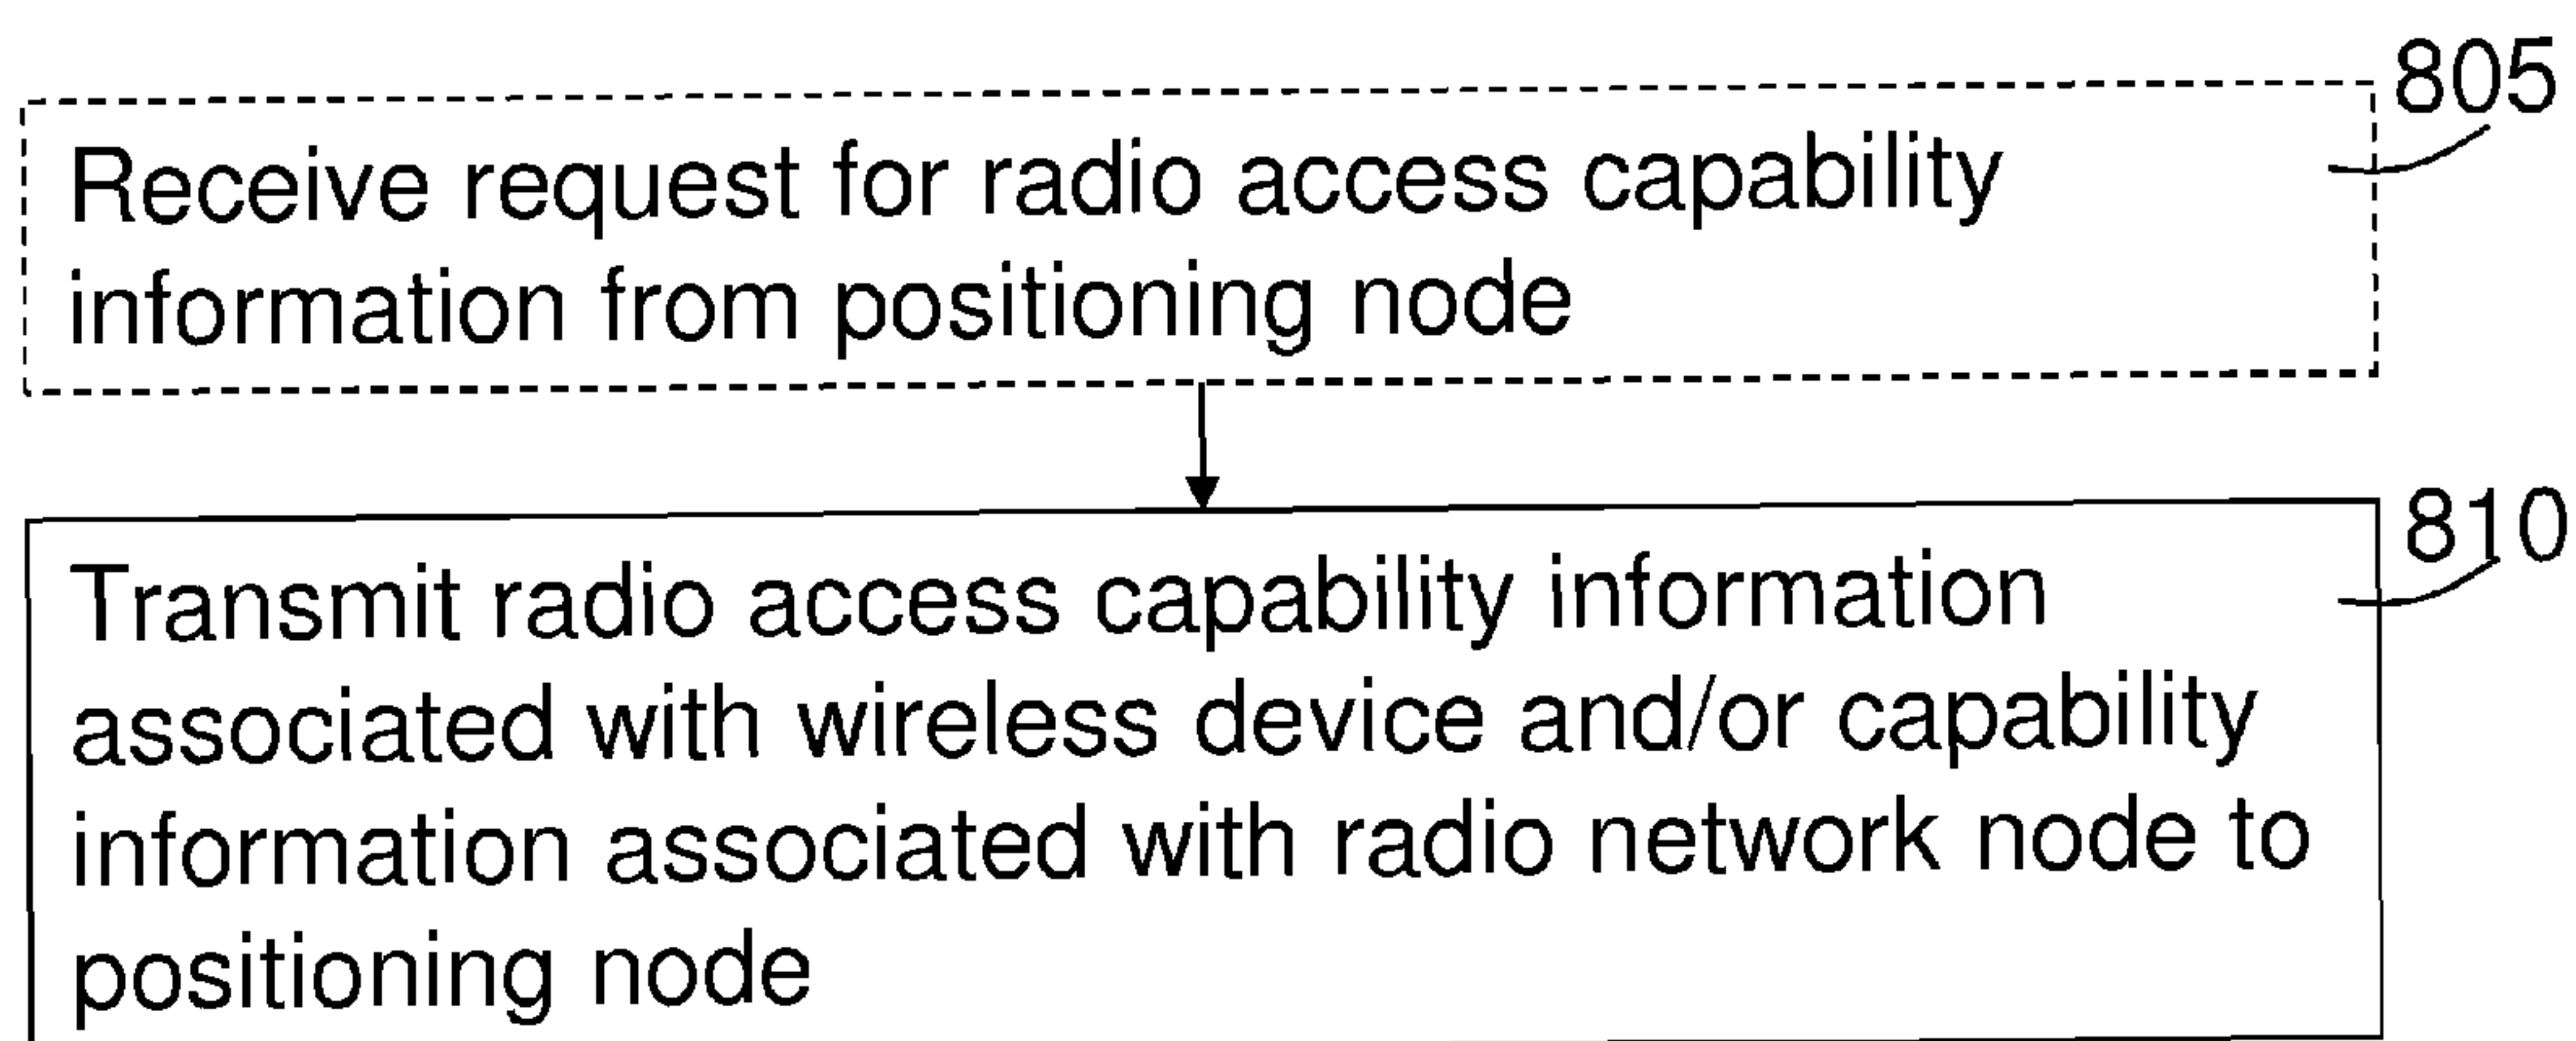 805
Receive request for radio access capability
information from positioning node
810
Transmit radio access capability information
associated with wireless device and/or capability
information associated with radio network node to
positioning node